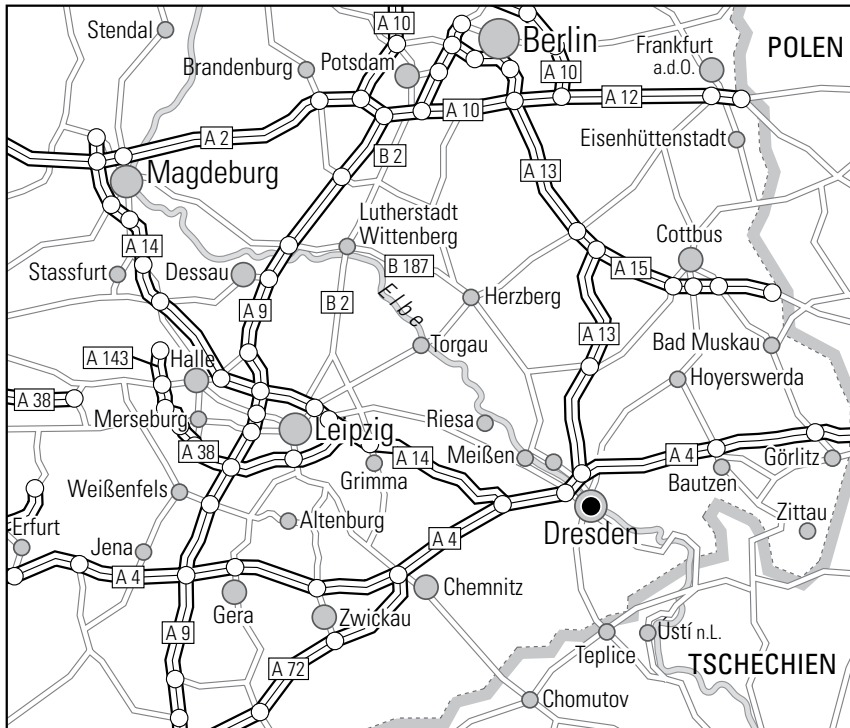 A 10
Stendal
Berlin
Frankfurt
a.d.O.
POLEN
Brandenburg
Potsdam
A 10
A 2
A 10
A 12
B 2
Eisenhüttenstadt
Magdeburg
A 13
Lutherstadt
Wittenberg
A 14
Cottbus
Stassfurt
Dessau
B 187
A 15
B 2
Elbe
Herzberg
A 9
A 13
Torgau
Bad Muskau
A 143
Halle
Hoyerswerda
A 38
Merseburg
Riesa
Leipzig
A 38
Meißen
A 14
A 4
Görlitz
Grimma
Bautzen
Weißenfels
Altenburg
Zittau
Erfurt
Dresden
Jena
A 4
A 4
Chemnitz
Gera
Zwickau
A 9
Ústí n.L.
Teplice
A 72
TSCHECHIEN
Chomutov